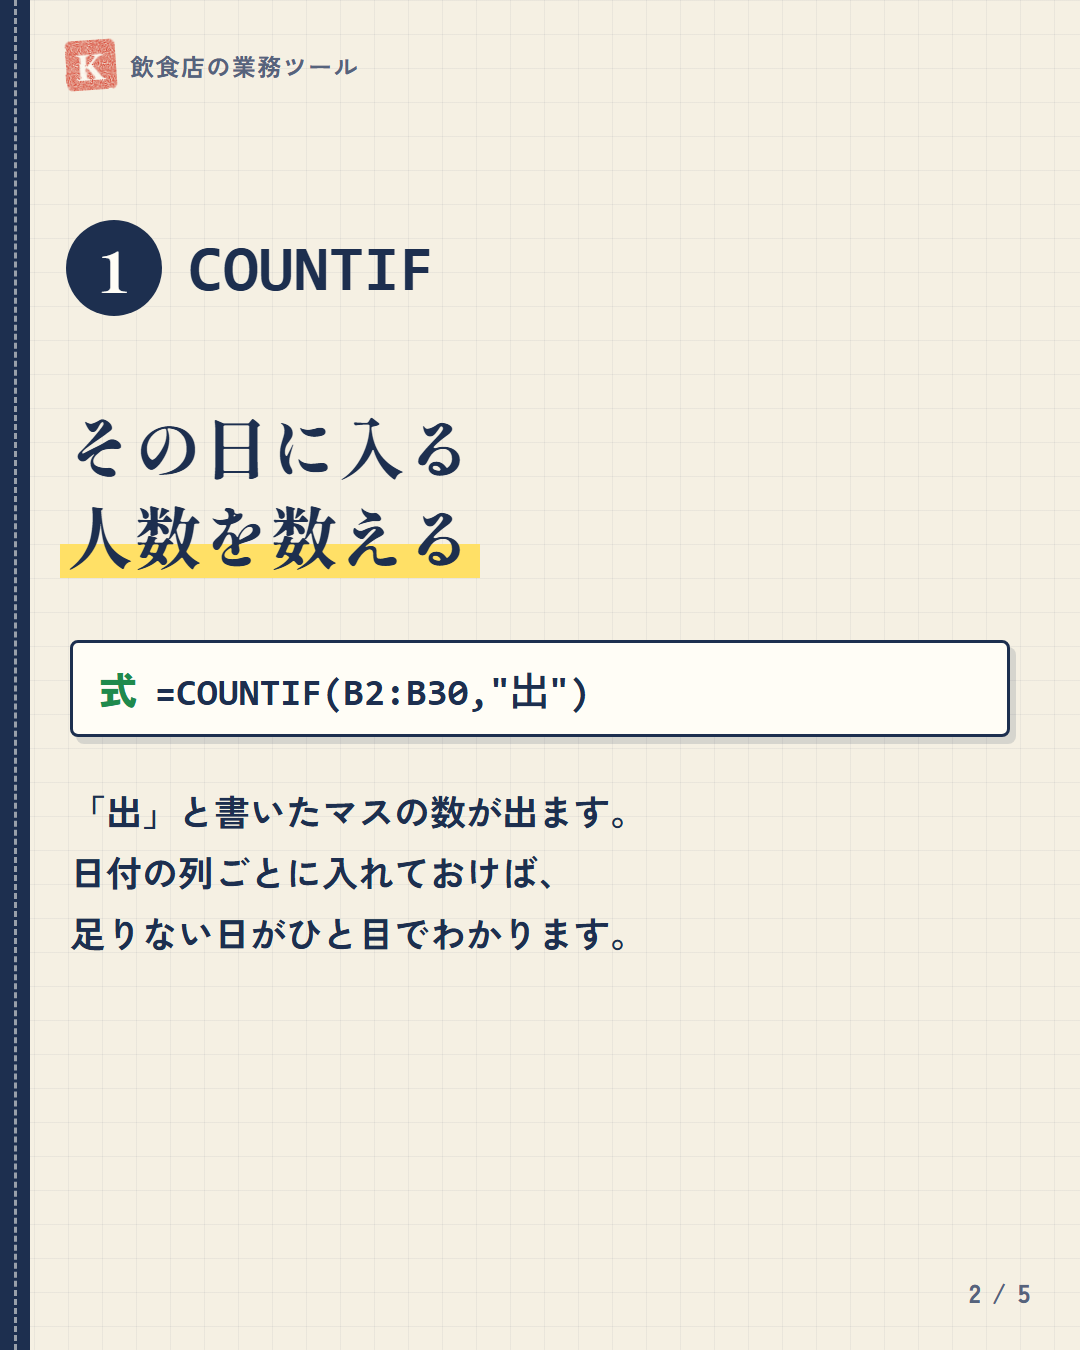 K 飲食店の業務ツール
1 COUNTIF
その日に入る
人数を数える
式 =COUNTIF(B2:B30,"出")
「出」と書いたマスの数が出ます。
日付の列ごとに入れておけば、
足りない日がひと目でわかります。
2 / 5